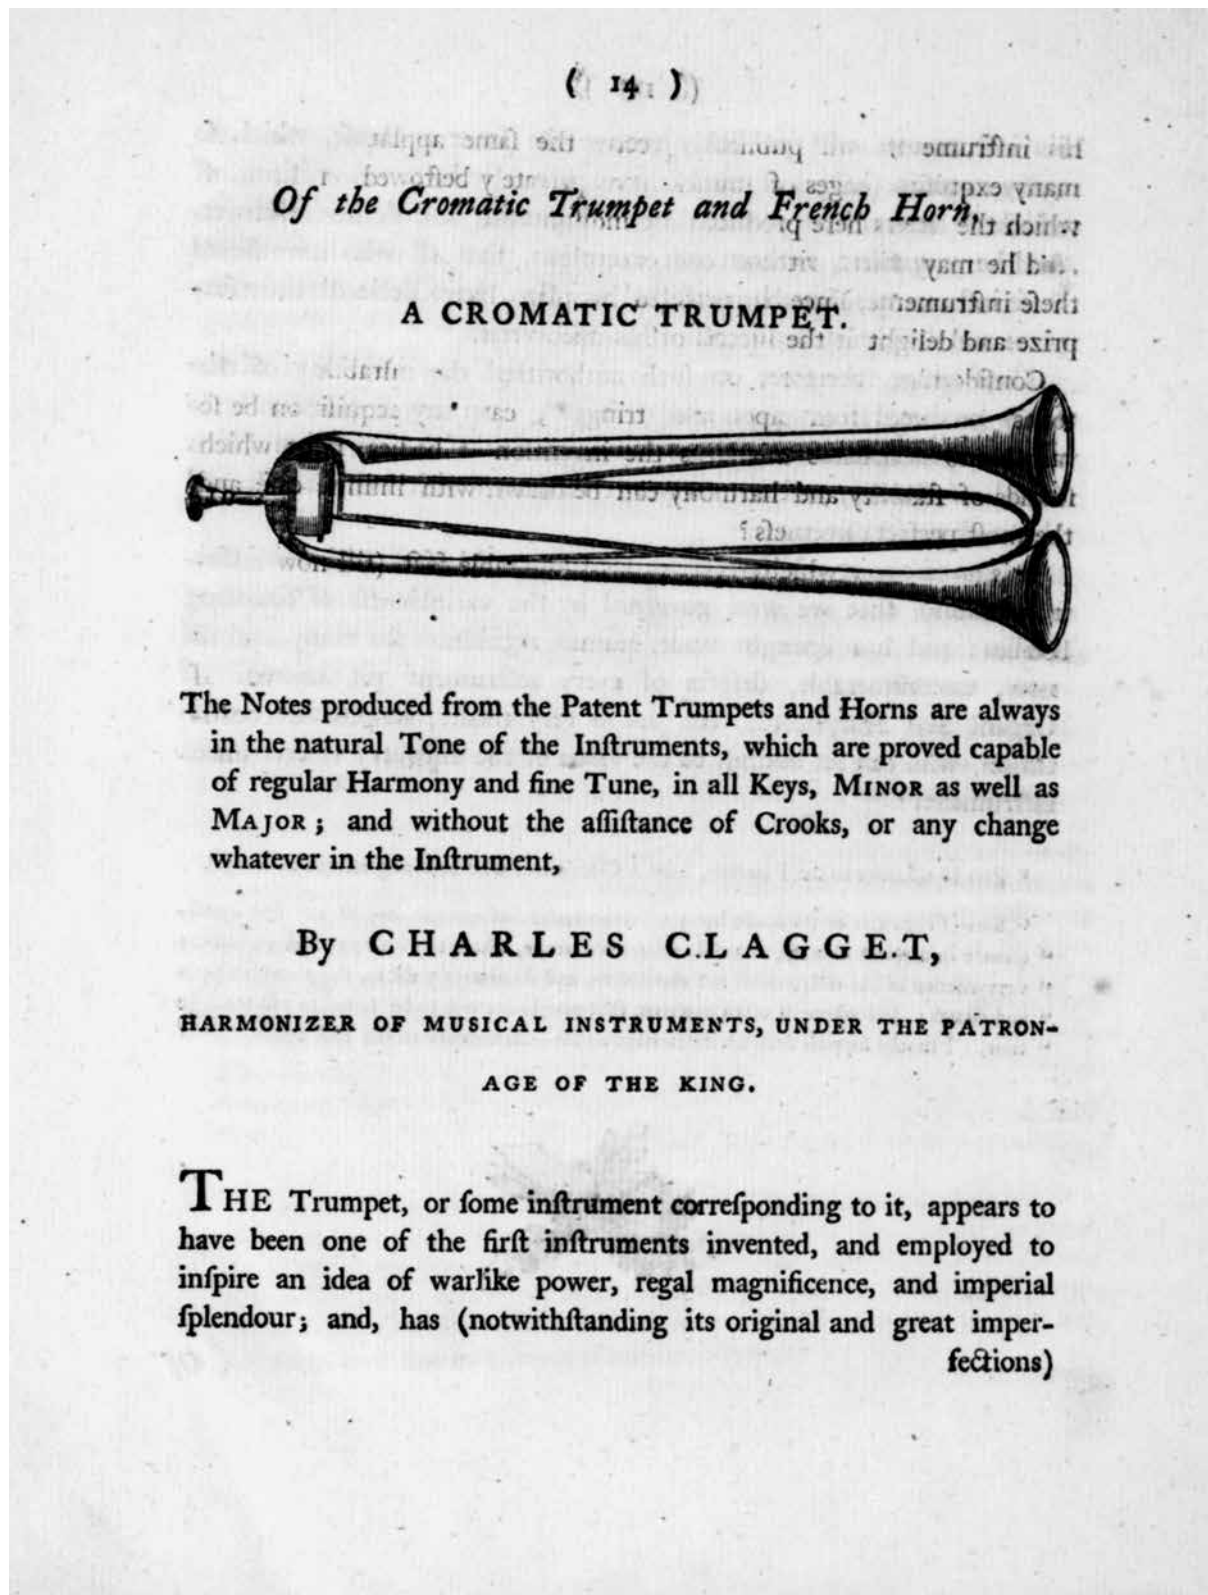 ( 14 )
Of the Cromatic Trumpet and French Horn,
A CROMATIC TRUMPET.
The Notes produced from the Patent Trumpets and Horns are always
in the natural Tone of the Inſtruments, which are proved capable
of regular Harmony and fine Tune, in all Keys, MINOR as well as
MAJOR; and without the aſſiſtance of Crooks, or any change
whatever in the Inſtrument,
By CHARLES CLAGGET,
HARMONIZER OF MUSICAL INSTRUMENTS, UNDER THE PATRON-
AGE OF THE KING.
THE Trumpet, or ſome inſtrument correſponding to it, appears to
have been one of the firſt inſtruments invented, and employed to
inſpire an idea of warlike power, regal magnificence, and imperial
ſplendour; and, has (notwithſtanding its original and great imper-
fections)